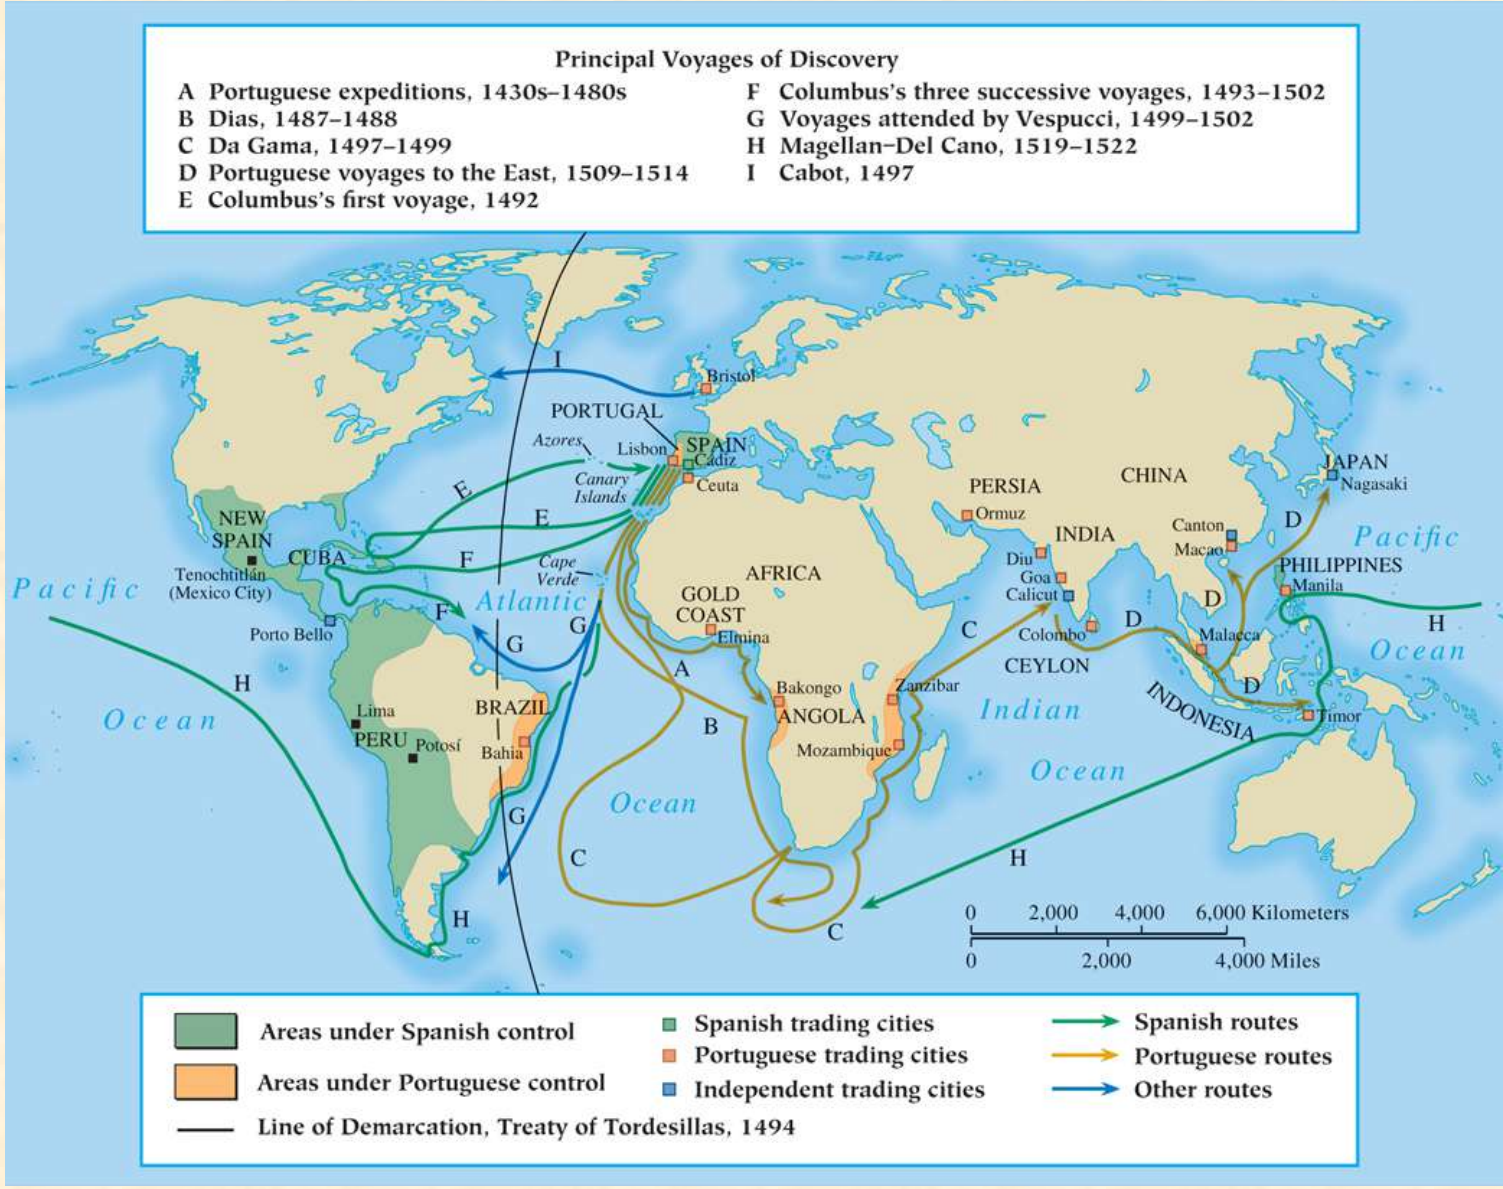 Principal Voyages of Discovery
A Portuguese expeditions, 1430s–1480s
B Dias, 1487–1488
C Da Gama, 1497–1499
D Portuguese voyages to the East, 1509–1514
E Columbus's first voyage, 1492
F Columbus's three successive voyages, 1493–1502
G Voyages attended by Vespucci, 1499–1502
H Magellan–Del Cano, 1519–1522
I Cabot, 1497
I
Bristol
PORTUGAL
Azores
Lisbon
SPAIN
Cádiz
Ceuta
Canary
Islands
E
E
F
NEW
SPAIN
CUBA
Tenochtitlán
(Mexico City)
Porto Bello
Pacific
Ocean
Cape
Verde
Atlantic
Ocean
F
G
G
H
Lima
PERU
Potosí
BRAZIL
Bahia
G
H
AFRICA
GOLD
COAST
Elmina
A
B
Bakongo
ANGOLA
Zanzibar
Mozambique
C
C
C
PERSIA
Ormuz
INDIA
Diu
Goa
Calicut
Colombo
CEYLON
CHINA
Canton
Macao
JAPAN
Nagasaki
D
D
D
D
Pacific
Ocean
PHILIPPINES
Manila
H
Malacca
INDONESIA
Timor
Indian
Ocean
H
0 2,000 4,000 6,000 Kilometers
0 2,000 4,000 Miles
Areas under Spanish control
Areas under Portuguese control
Line of Demarcation, Treaty of Tordesillas, 1494
Spanish trading cities
Portuguese trading cities
Independent trading cities
Spanish routes
Portuguese routes
Other routes